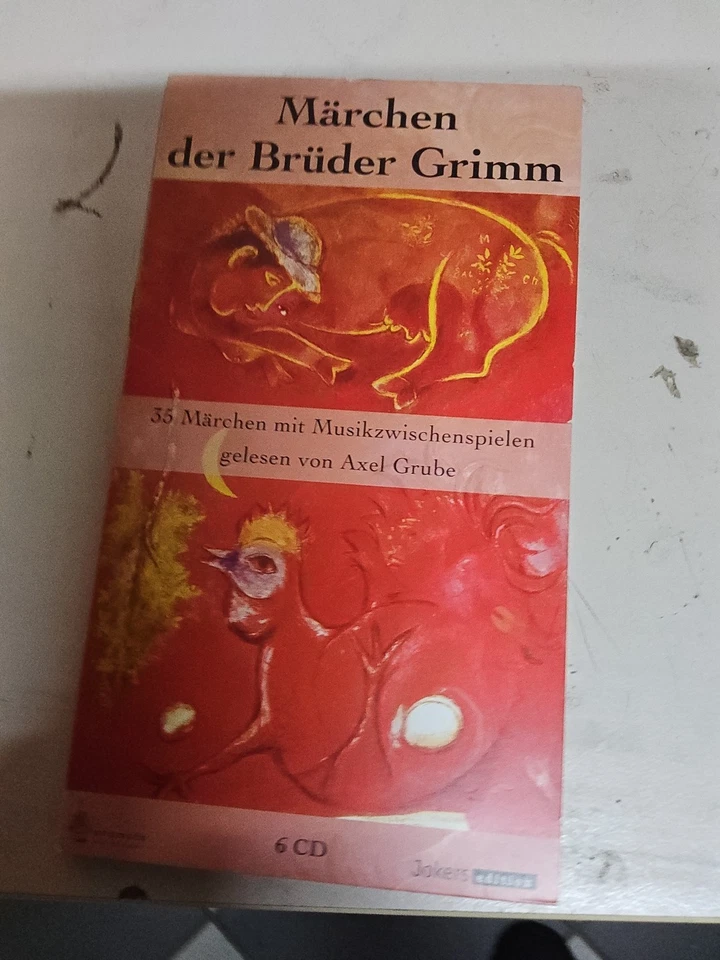 Märchen
der Brüder Grimm
35 Märchen mit Musikzwischenspielen
gelesen von Axel Grube
6 CD
Jokers edition